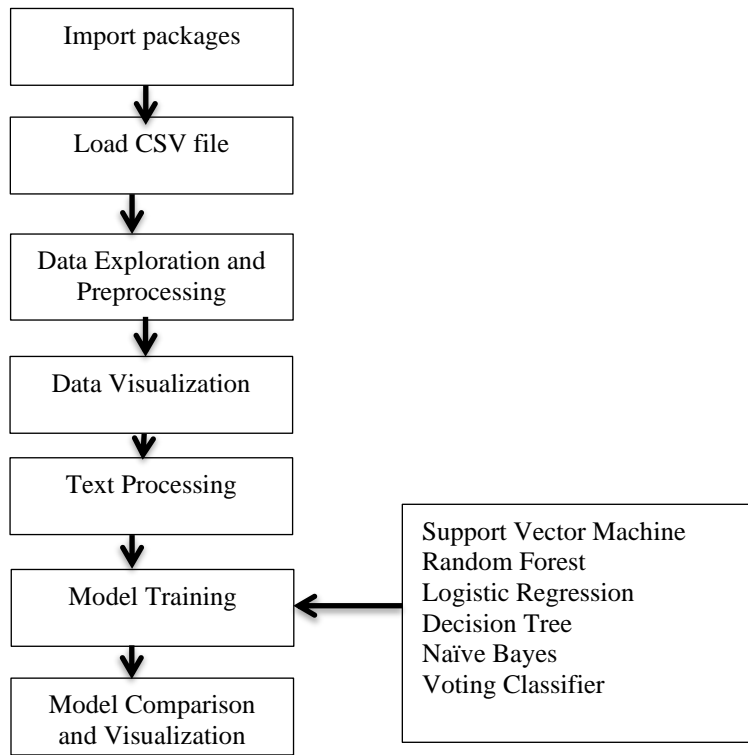 Import packages
Load CSV file
Data Exploration and
Preprocessing
Data Visualization
Text Processing
Model Training
Support Vector Machine
Random Forest
Logistic Regression
Decision Tree
Naïve Bayes
Voting Classifier
Model Comparison
and Visualization